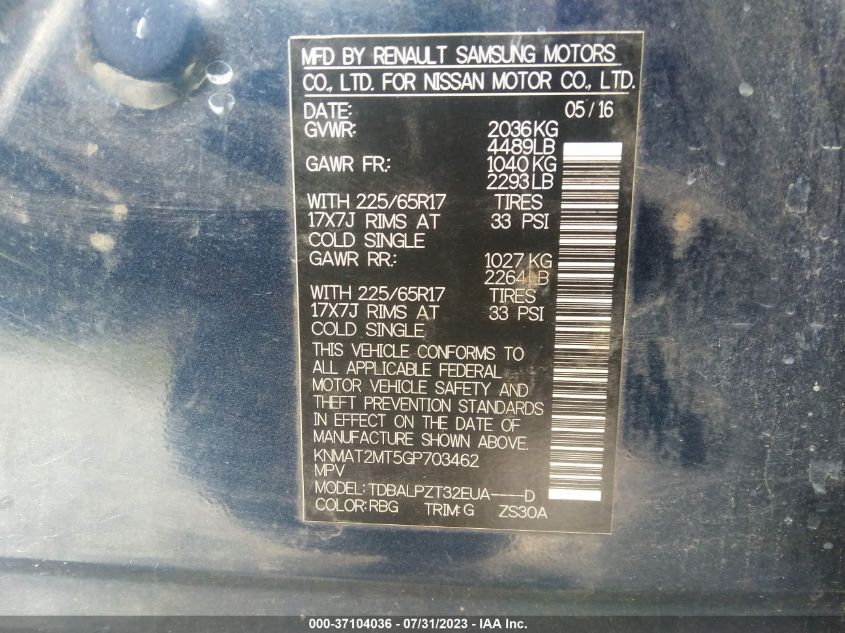 MFD BY RENAULT SAMSUNG MOTORS
CO., LTD. FOR NISSAN MOTOR CO., LTD.
DATE: 05/16
GVWR: 2036KG
4489LB
GAWR FR: 1040KG
2293LB
WITH 225/65R17 TIRES
17X7J RIMS AT 33 PSI
COLD SINGLE
GAWR RR: 1027 KG
2264LB
WITH 225/65R17 TIRES
17X7J RIMS AT 33 PSI
COLD SINGLE
THIS VEHICLE CONFORMS TO
ALL APPLICABLE FEDERAL
MOTOR VEHICLE SAFETY AND
THEFT PREVENTION STANDARDS
IN EFFECT ON THE DATE OF
MANUFACTURE SHOWN ABOVE.
KNMAT2MT5GP703462
MPV
MODEL: TDBALPZT32EUA----D
COLOR:RBG TRIM:G ZS30A
000-37104036 - 07/31/2023 - IAA Inc.